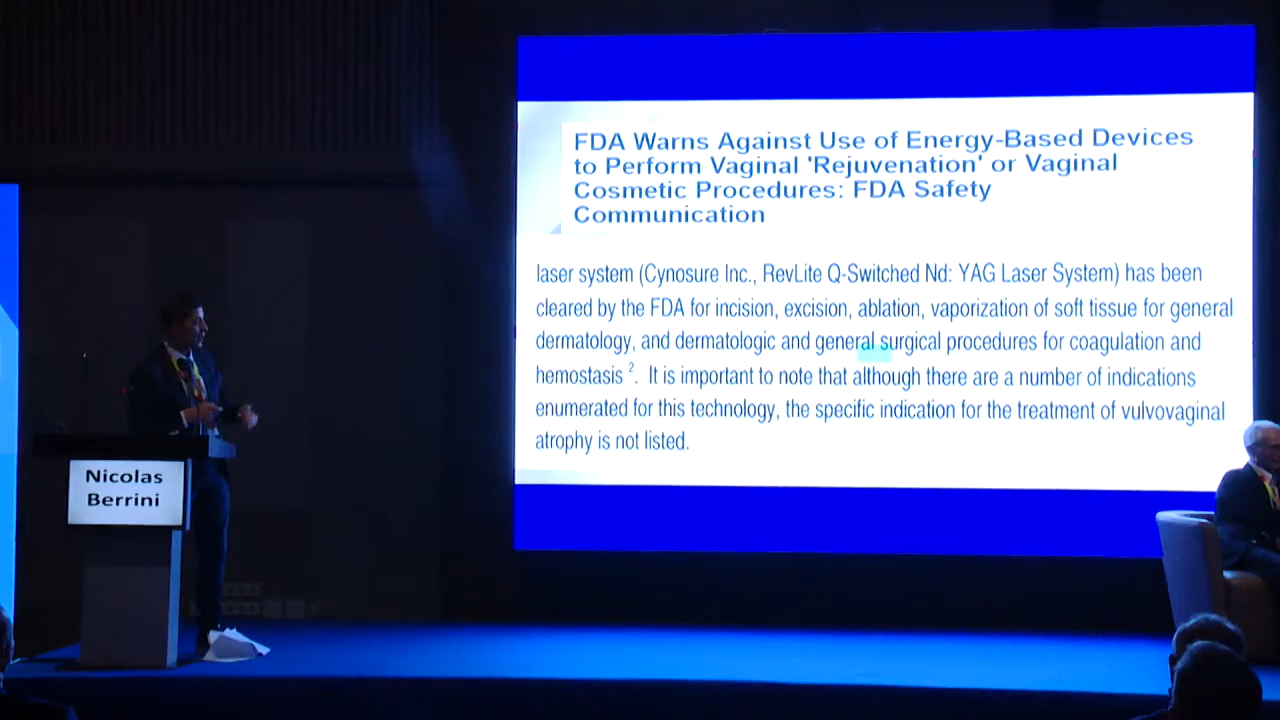 FDA Warns Against Use of Energy-Based Devices
to Perform Vaginal 'Rejuvenation' or Vaginal
Cosmetic Procedures: FDA Safety
Communication
laser system (Cynosure Inc., RevLite Q-Switched Nd: YAG Laser System) has been
cleared by the FDA for incision, excision, ablation, vaporization of soft tissue for general
dermatology, and dermatologic and general surgical procedures for coagulation and
hemostasis 2. It is important to note that although there are a number of indications
enumerated for this technology, the specific indication for the treatment of vulvovaginal
atrophy is not listed.
Nicolas
Berrini